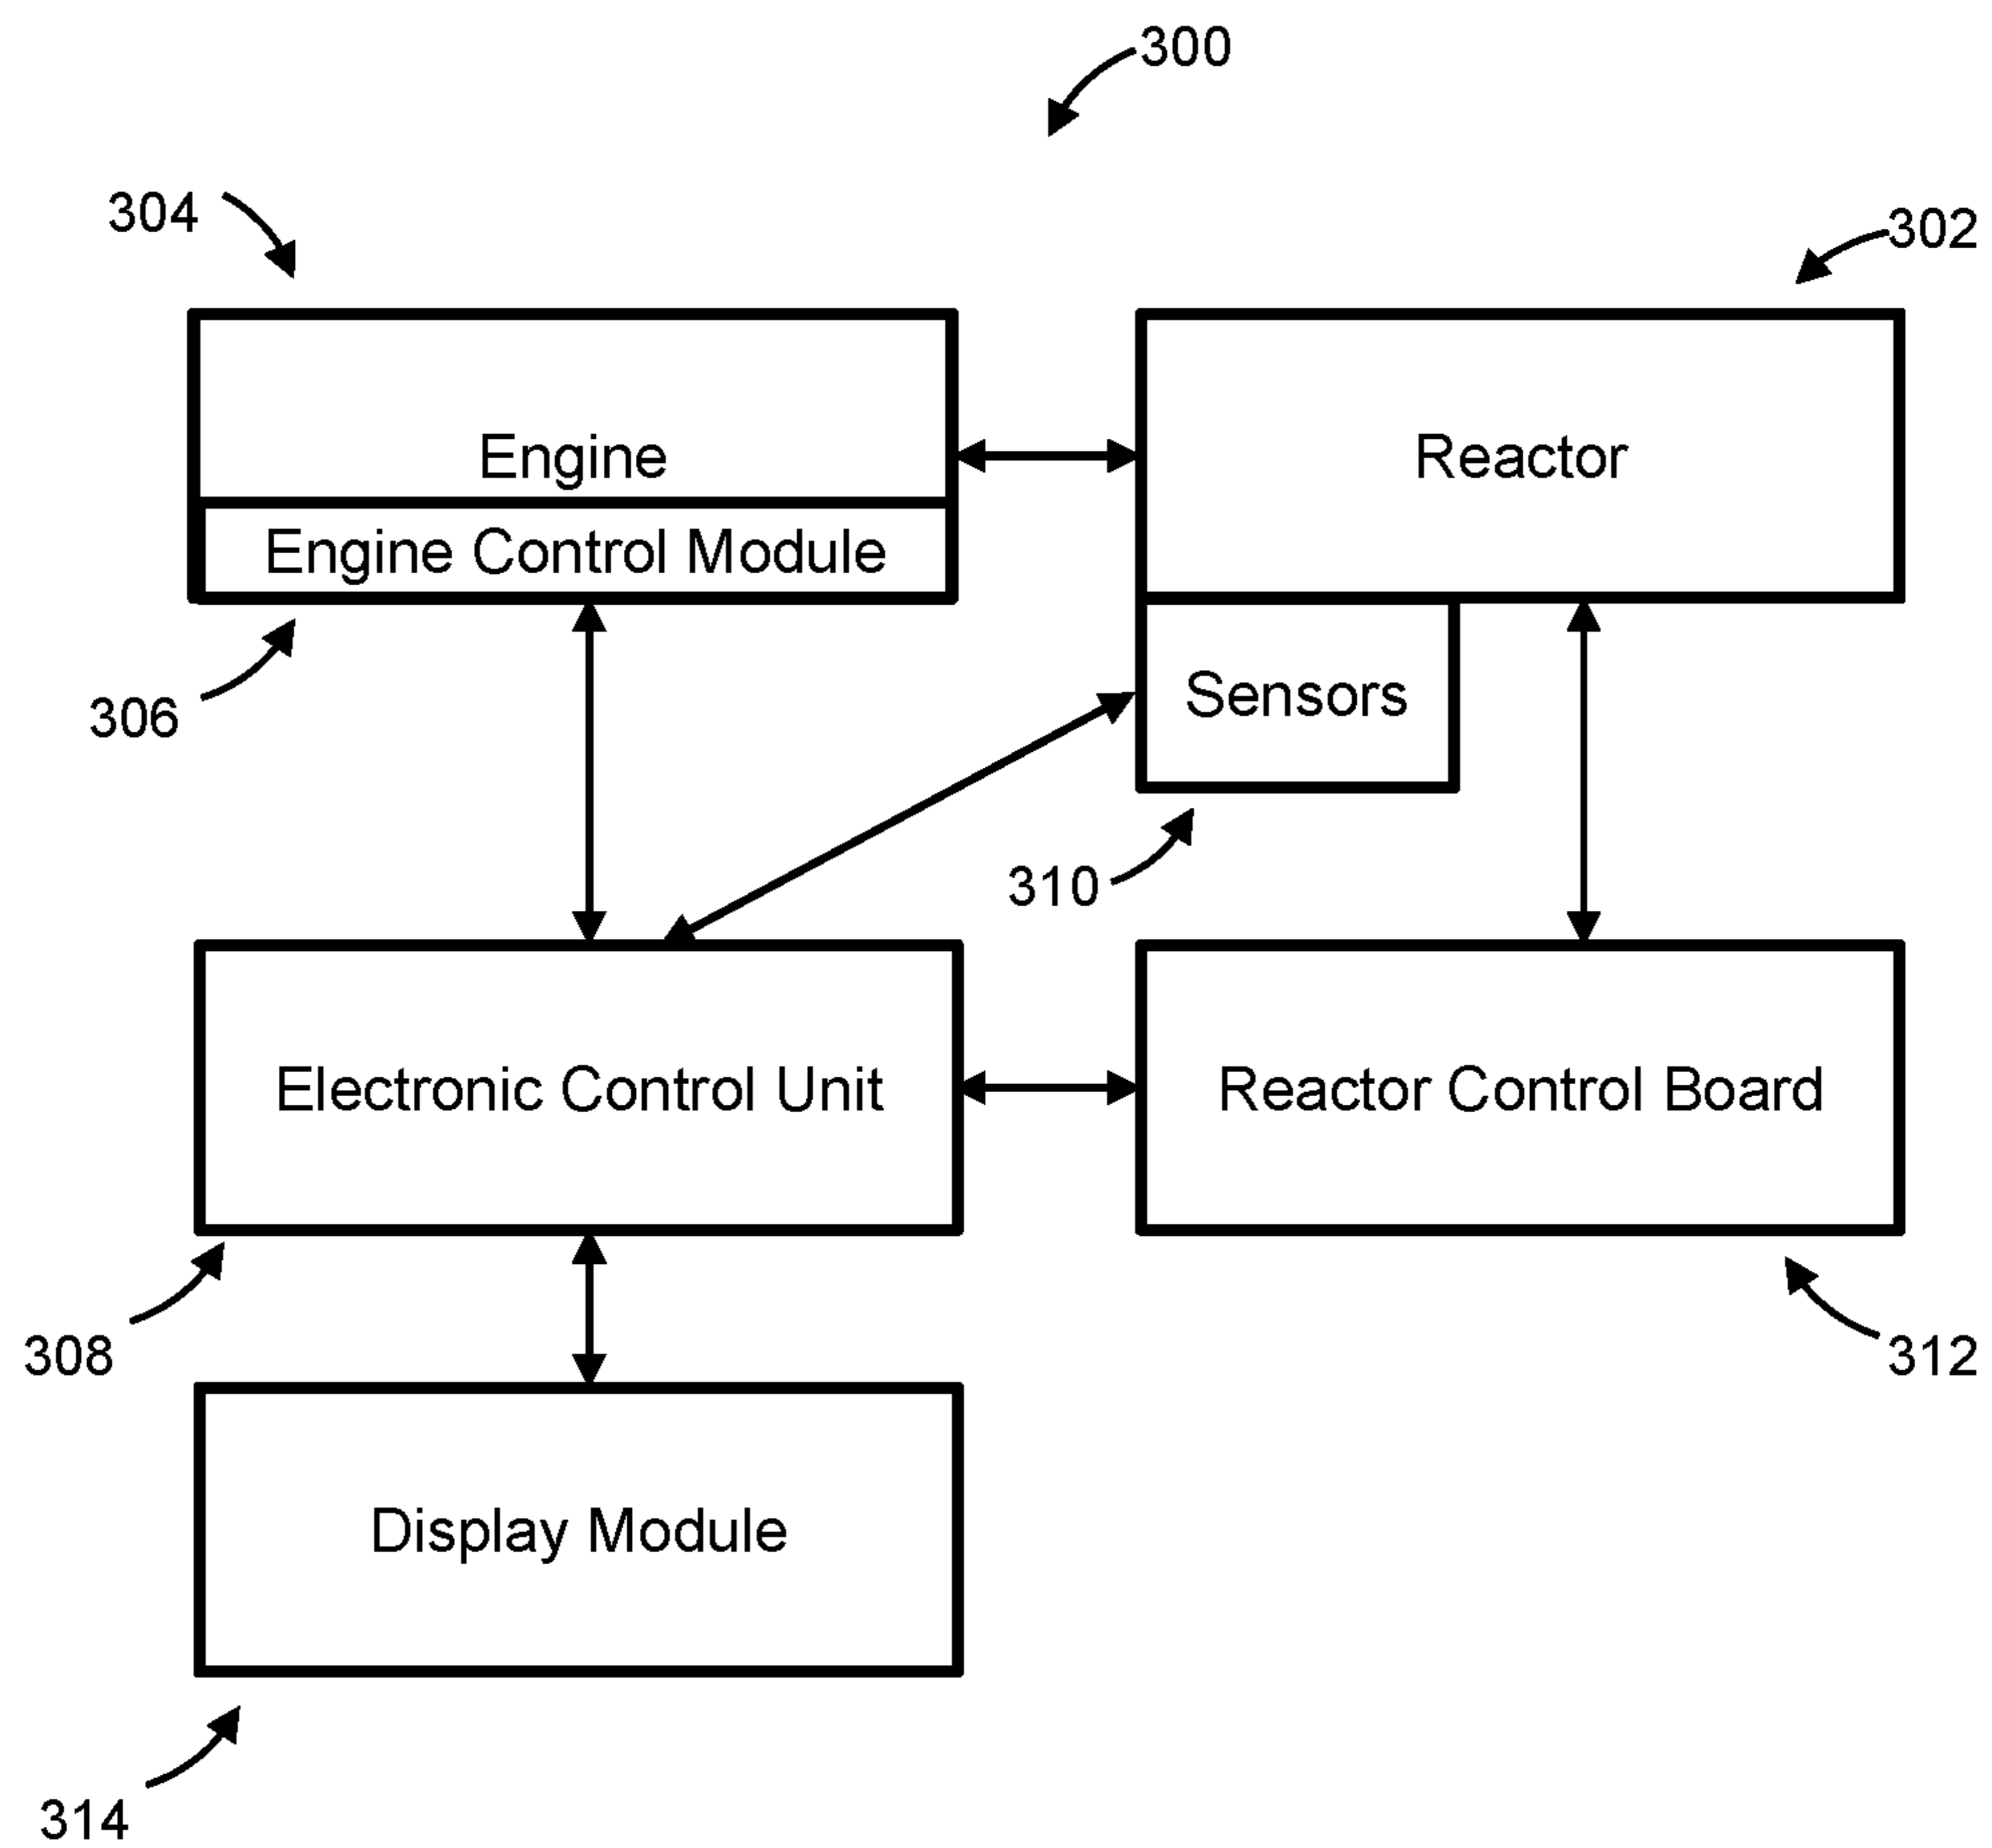 300
304
302
Engine
Reactor
Engine Control Module
306
Sensors
310
Electronic Control Unit
Reactor Control Board
308
312
Display Module
314